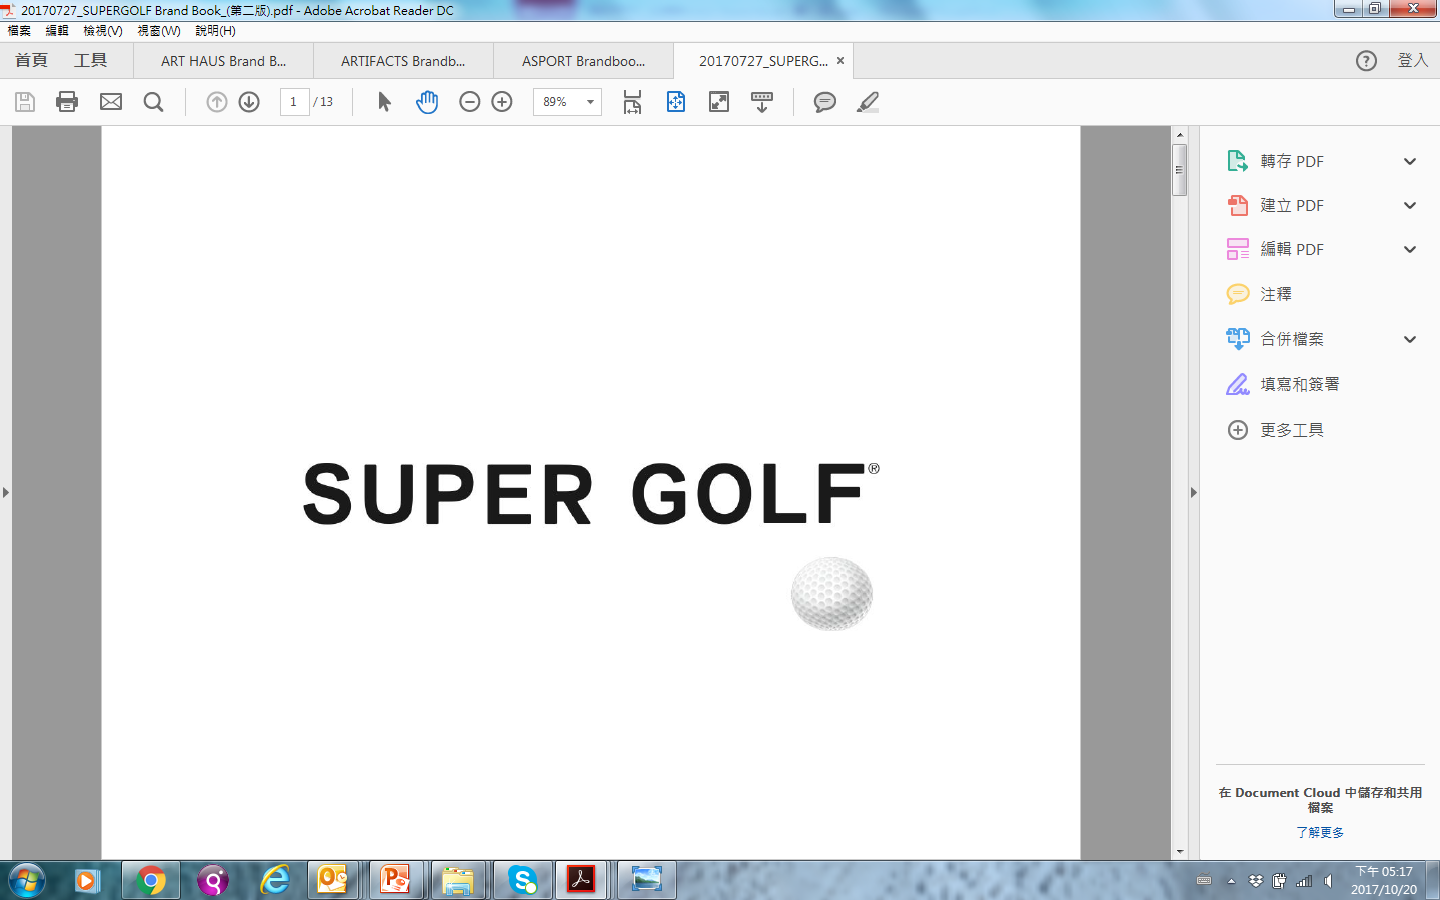 20170727_SUPERGOLF Brand Book_(第二版).pdf - Adobe Acrobat Reader DC
檔案 編輯 檢視(V) 視窗(W) 說明(H)
首頁 工具 ART HAUS Brand B... ARTIFACTS Brandb... ASPORT Brandboo... 20170727_SUPERG... × ? 登入
1 / 13 89%
轉存 PDF
建立 PDF
編輯 PDF
注釋
合併檔案
填寫和簽署
更多工具
SUPER GOLF®
在 Document Cloud 中儲存和共用
檔案
了解更多
下午 05:17
2017/10/20